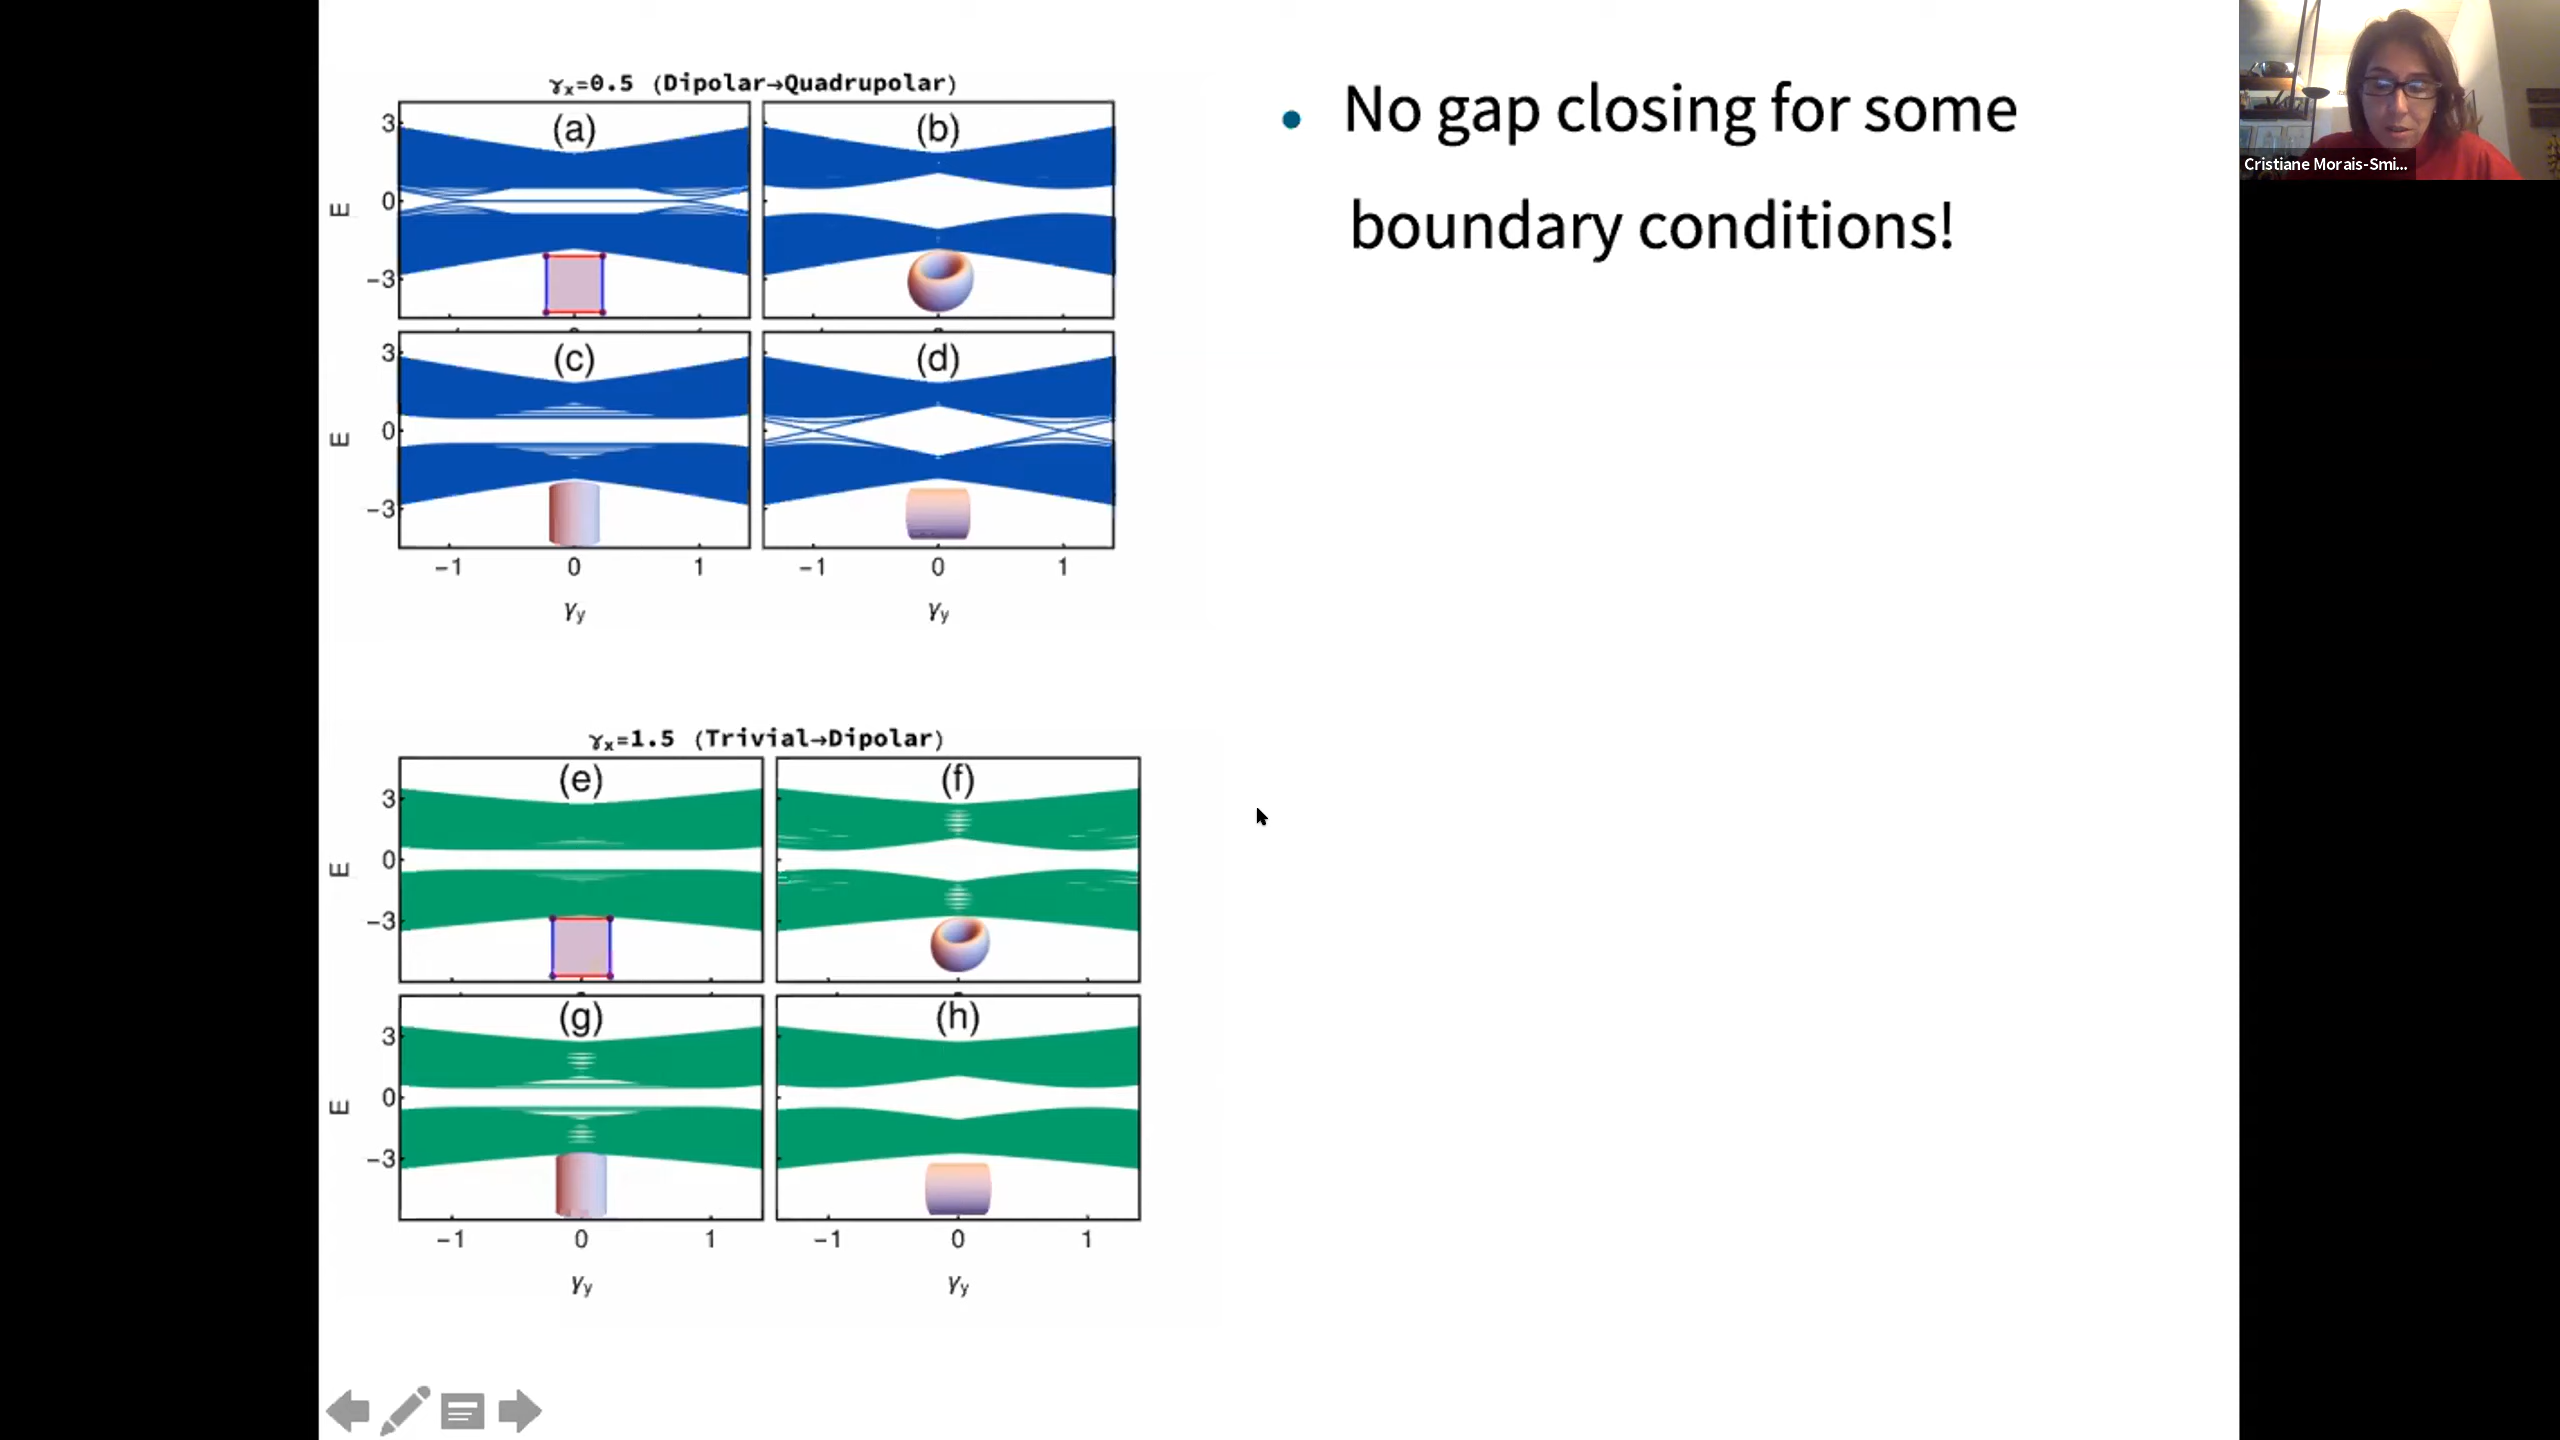 ɣx=0.5 (Dipolar→Quadrupolar)
(a)
(b)
3
0
−3
E
(c)
(d)
3
0
−3
E
−1 0 1
−1 0 1
γy
γy
ɣx=1.5 (Trivial→Dipolar)
(e)
(f)
3
0
−3
E
(g)
(h)
3
0
−3
E
−1 0 1
−1 0 1
γy
γy
• No gap closing for some
boundary conditions!
Cristiane Morais-Smi...